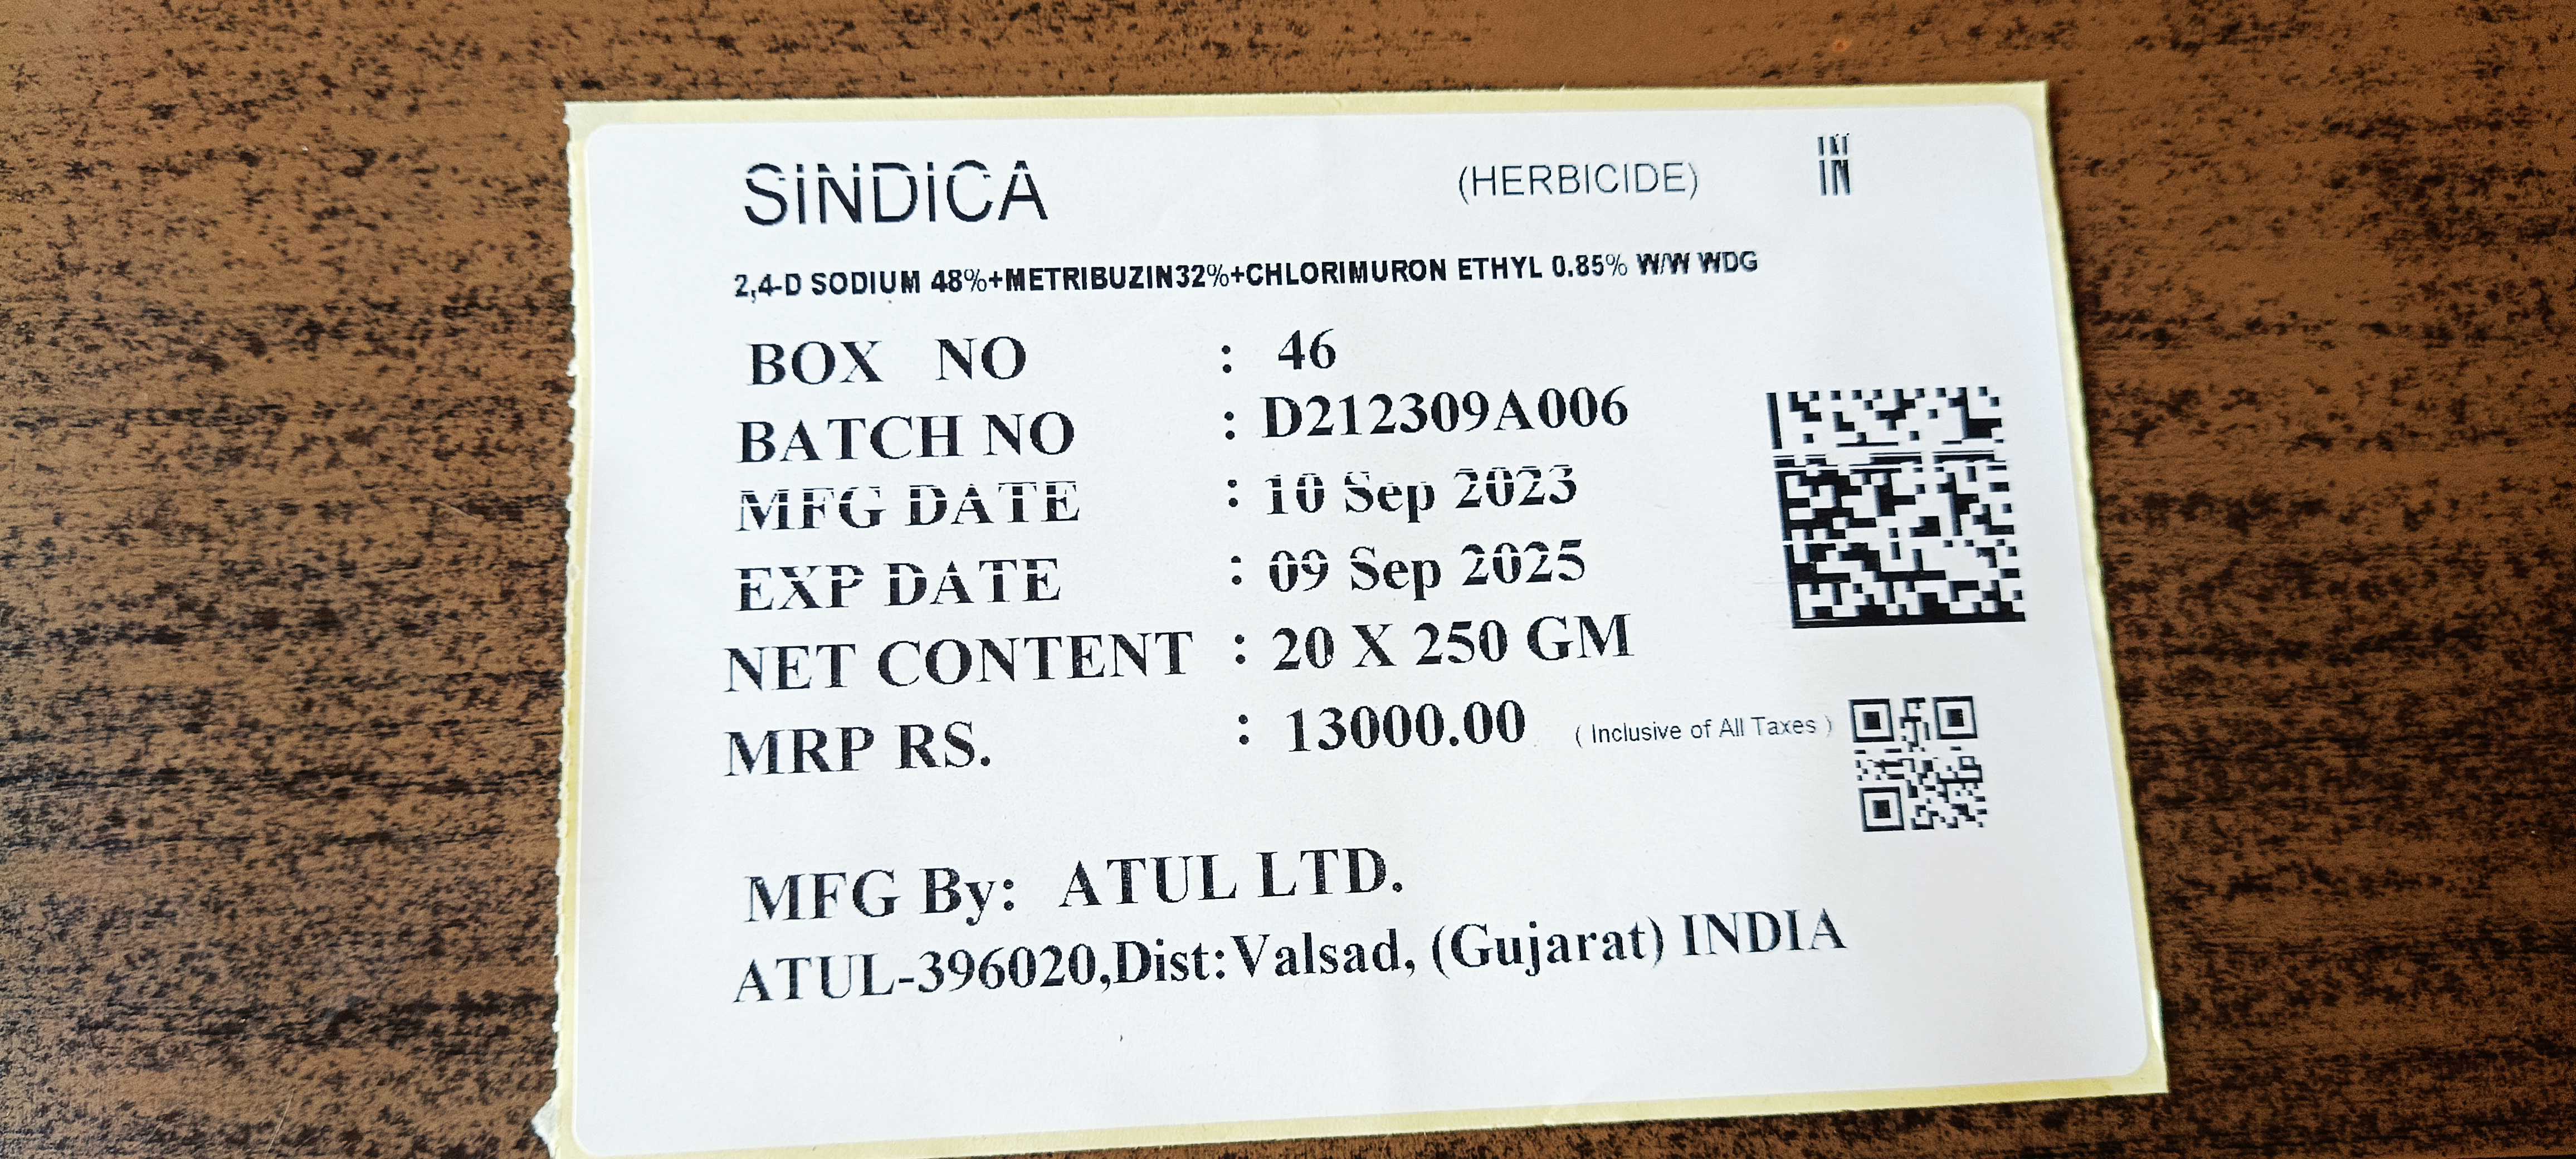 SINDICA (HERBICIDE) IN
2,4-D SODIUM 48%+METRIBUZIN32%+CHLORIMURON ETHYL 0.85% W/W WDG
BOX NO : 46
BATCH NO : D212309A006
MFG DATE : 10 Sep 2023
EXP DATE : 09 Sep 2025
NET CONTENT : 20 X 250 GM
MRP RS. : 13000.00 ( Inclusive of All Taxes )
MFG By: ATUL LTD.
ATUL-396020,Dist:Valsad, (Gujarat) INDIA